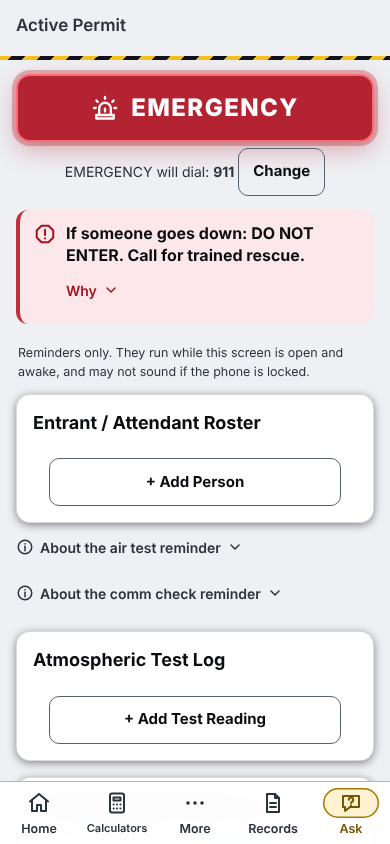 Active Permit
EMERGENCY
EMERGENCY will dial: 911 Change
If someone goes down: DO NOT
ENTER. Call for trained rescue.
Why
Reminders only. They run while this screen is open and
awake, and may not sound if the phone is locked.
Entrant / Attendant Roster
+ Add Person
About the air test reminder
About the comm check reminder
Atmospheric Test Log
+ Add Test Reading
Home Calculators More Records Ask